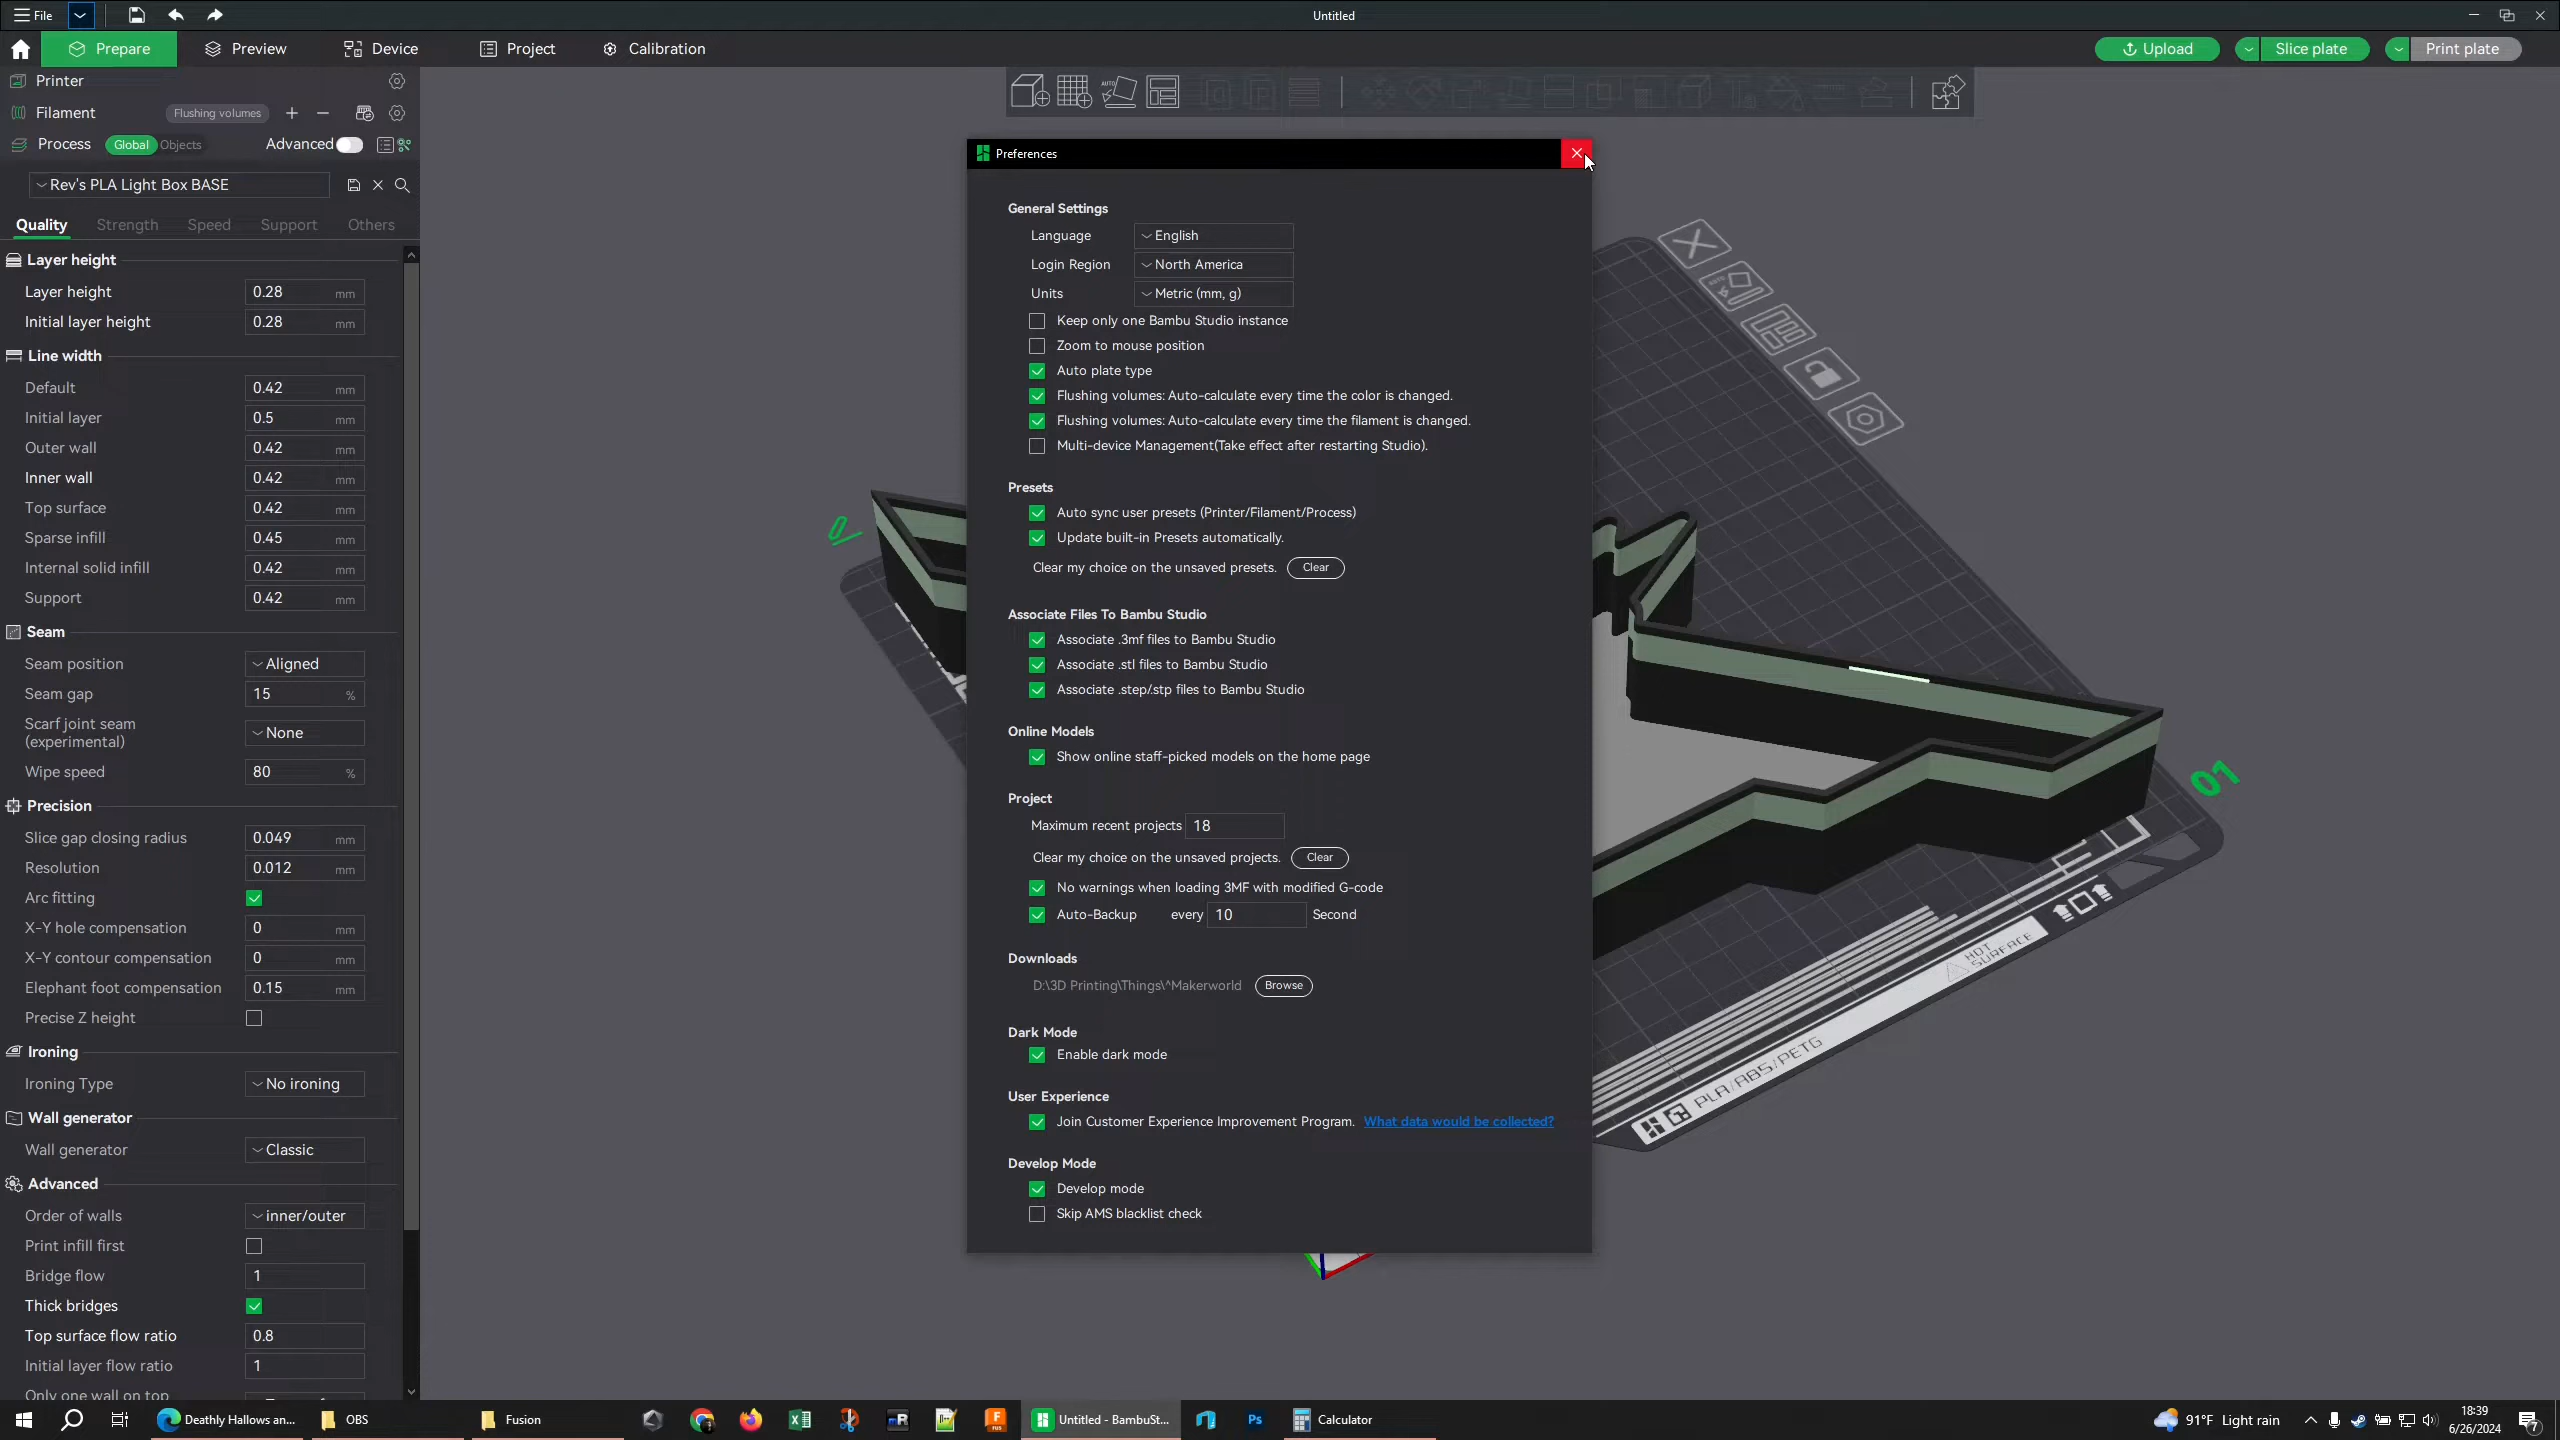 File
Untitled
Prepare
Preview
Device
Project
Calibration
Upload
Slice plate
Print plate
Printer
Filament
Flushing volumes
Process
Global
Objects
Advanced
Rev's PLA Light Box BASE
Quality
Strength
Speed
Support
Others
Layer height
Layer height 0.28 mm
Initial layer height 0.28 mm
Line width
Default 0.42 mm
Initial layer 0.5 mm
Outer wall 0.42 mm
Inner wall 0.42 mm
Top surface 0.42 mm
Sparse infill 0.45 mm
Internal solid infill 0.42 mm
Support 0.42 mm
Seam
Seam position Aligned
Seam gap 15 %
Scarf joint seam
(experimental) None
Wipe speed 80 %
Precision
Slice gap closing radius 0.049 mm
Resolution 0.012 mm
Arc fitting
X-Y hole compensation 0 mm
X-Y contour compensation 0 mm
Elephant foot compensation 0.15 mm
Precise Z height
Ironing
Ironing Type No ironing
Wall generator
Wall generator Classic
Advanced
Order of walls inner/outer
Print infill first
Bridge flow 1
Thick bridges
Top surface flow ratio 0.8
Initial layer flow ratio 1
Only one wall on top
AUTO
Preferences
General Settings
Language English
Login Region North America
Units Metric (mm, g)
Keep only one Bambu Studio instance
Zoom to mouse position
Auto plate type
Flushing volumes: Auto-calculate every time the color is changed.
Flushing volumes: Auto-calculate every time the filament is changed.
Multi-device Management(Take effect after restarting Studio).
Presets
Auto sync user presets (Printer/Filament/Process)
Update built-in Presets automatically.
Clear my choice on the unsaved presets. Clear
Associate Files To Bambu Studio
Associate .3mf files to Bambu Studio
Associate .stl files to Bambu Studio
Associate .step/.stp files to Bambu Studio
Online Models
Show online staff-picked models on the home page
Project
Maximum recent projects 18
Clear my choice on the unsaved projects. Clear
No warnings when loading 3MF with modified G-code
Auto-Backup every 10 Second
Downloads
D:\3D Printing\Things\^Makerworld Browse
Dark Mode
Enable dark mode
User Experience
Join Customer Experience Improvement Program. What data would be collected?
Develop Mode
Develop mode
Skip AMS blacklist check
01
HOT
SURFACE
PLA/ABS/PETG
Deathly Hallows an...
OBS
Fusion
Untitled - BambuSt...
Ps
Calculator
91°F Light rain
18:39
6/26/2024
7